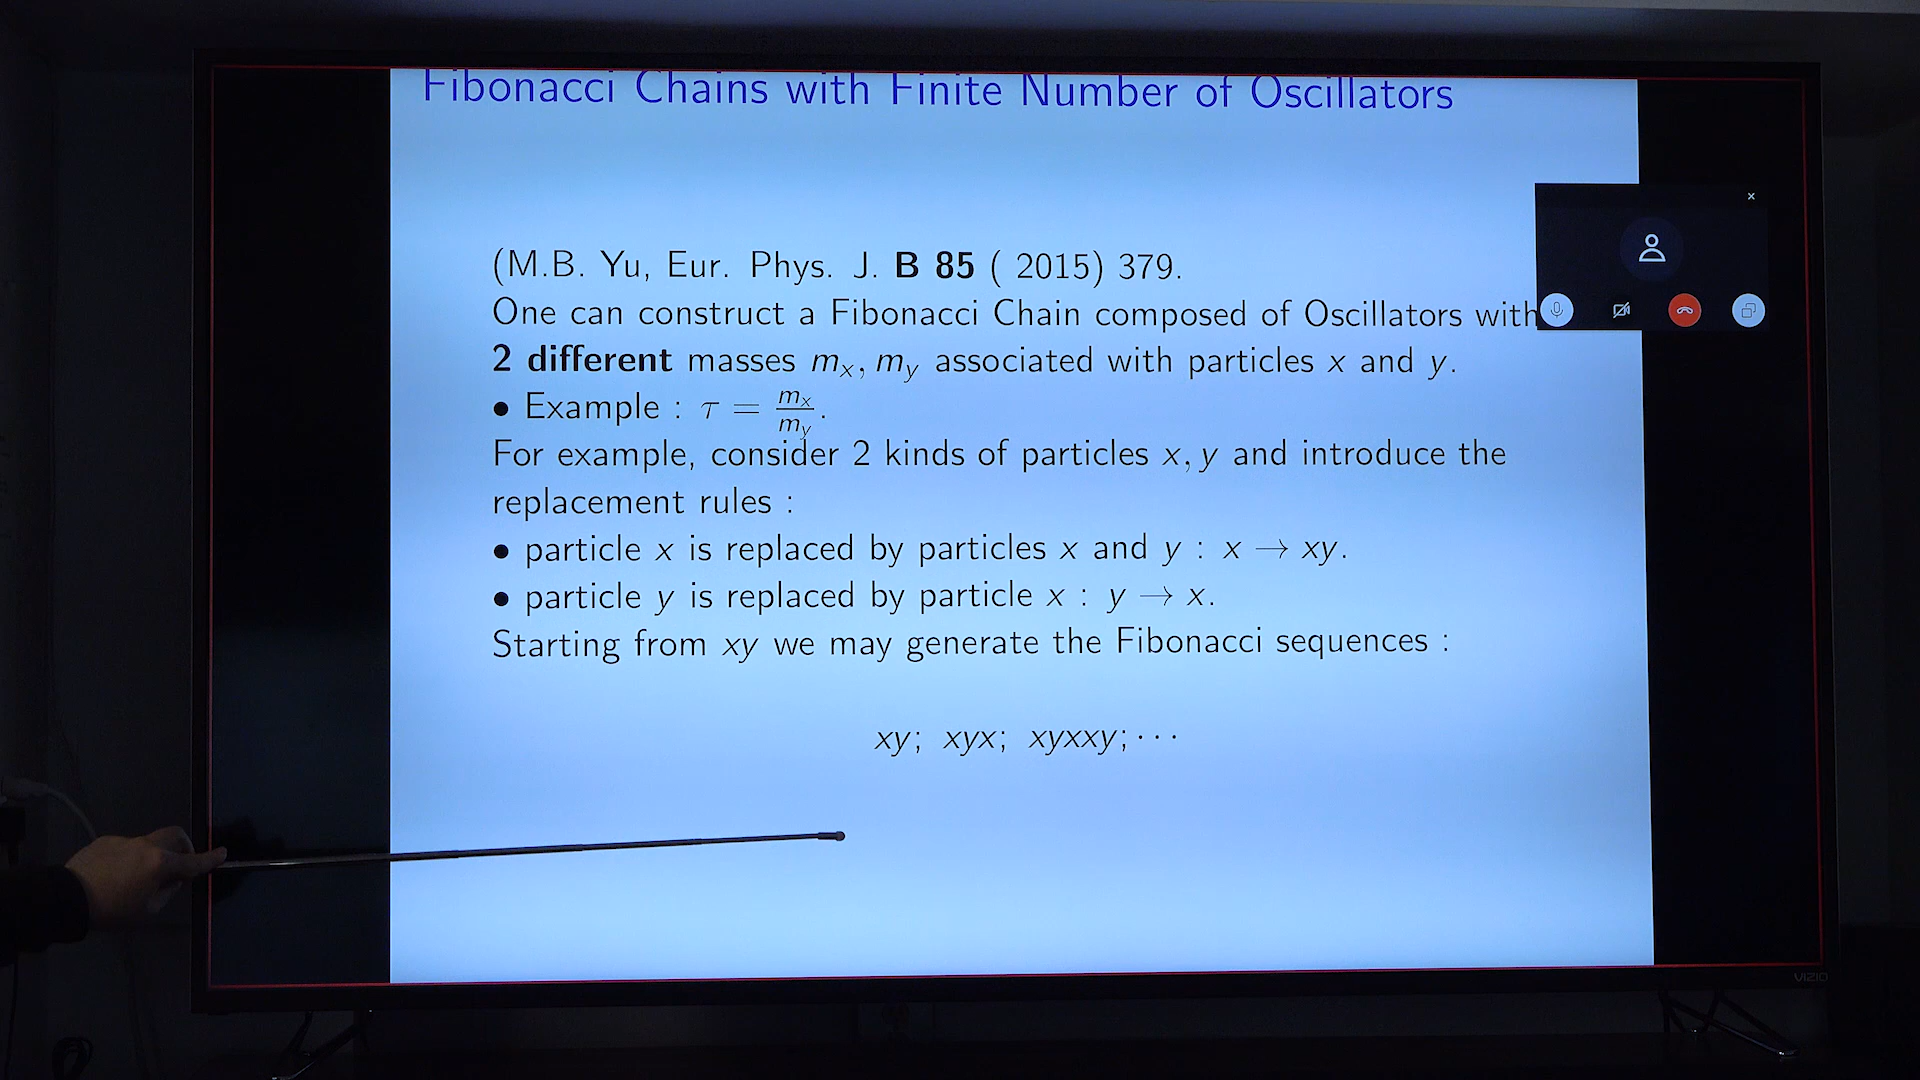 Fibonacci Chains with Finite Number of Oscillators
(M.B. Yu, Eur. Phys. J. B 85 ( 2015) 379.
One can construct a Fibonacci Chain composed of Oscillators with
2 different masses mₓ, m_y associated with particles x and y.
• Example : τ = mₓ/m_y.
For example, consider 2 kinds of particles x, y and introduce the
replacement rules :
• particle x is replaced by particles x and y : x → xy.
• particle y is replaced by particle x : y → x.
Starting from xy we may generate the Fibonacci sequences :
xy; xyx; xyxxy; · · ·
VIZIO